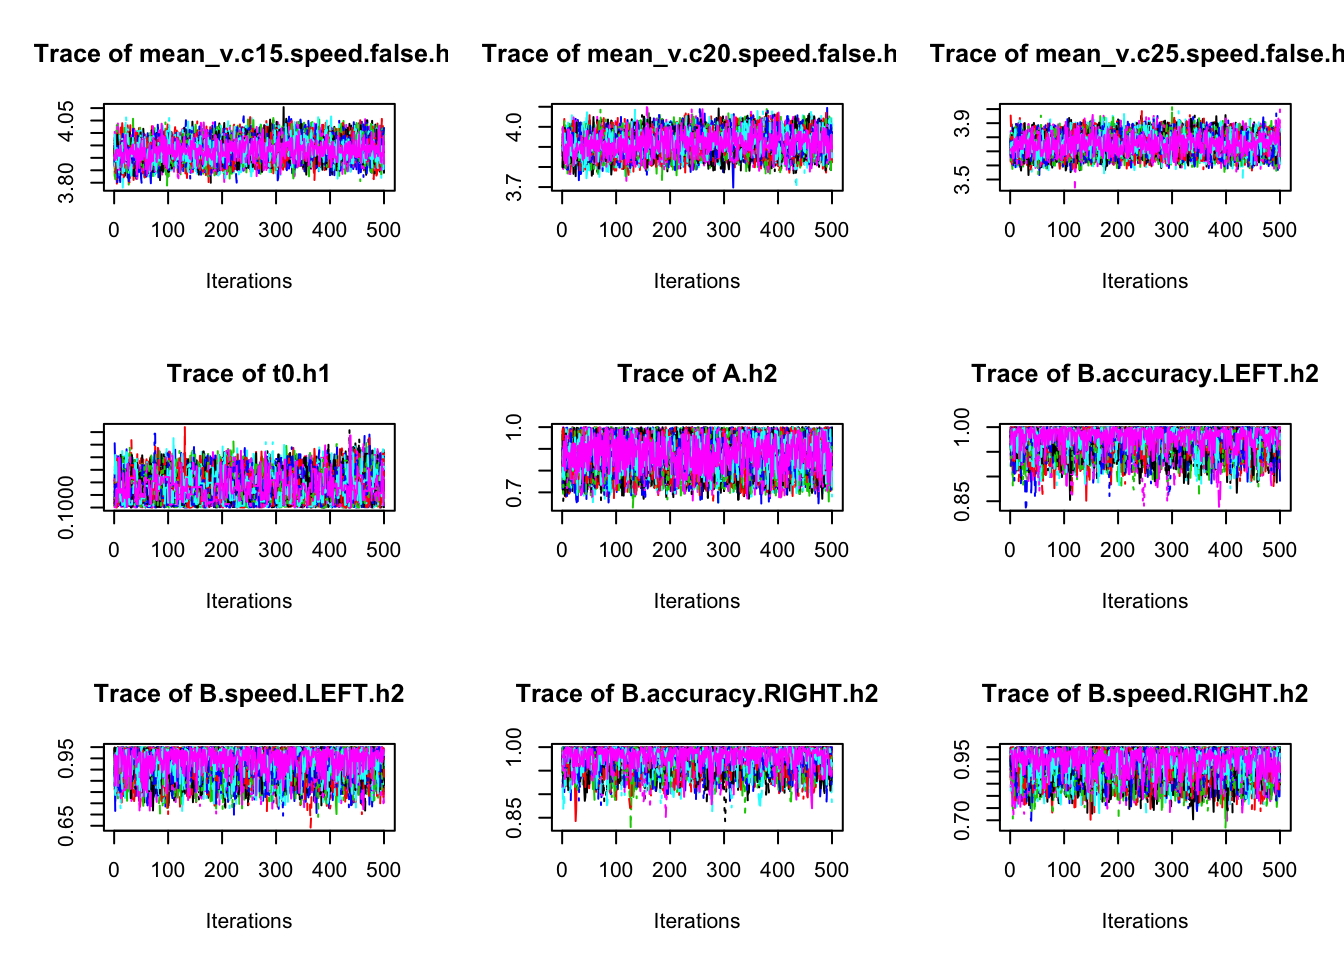 Trace of mean_v.c15.speed.false.h
4.05
3.80
0 100 200 300 400 500
Iterations
Trace of mean_v.c20.speed.false.h
4.0
3.7
0 100 200 300 400 500
Iterations
Trace of mean_v.c25.speed.false.h
3.9
3.5
0 100 200 300 400 500
Iterations
Trace of t0.h1
0.1000
0 100 200 300 400 500
Iterations
Trace of A.h2
1.0
0.7
0 100 200 300 400 500
Iterations
Trace of B.accuracy.LEFT.h2
1.00
0.85
0 100 200 300 400 500
Iterations
Trace of B.speed.LEFT.h2
0.95
0.65
0 100 200 300 400 500
Iterations
Trace of B.accuracy.RIGHT.h2
1.00
0.85
0 100 200 300 400 500
Iterations
Trace of B.speed.RIGHT.h2
0.95
0.70
0 100 200 300 400 500
Iterations